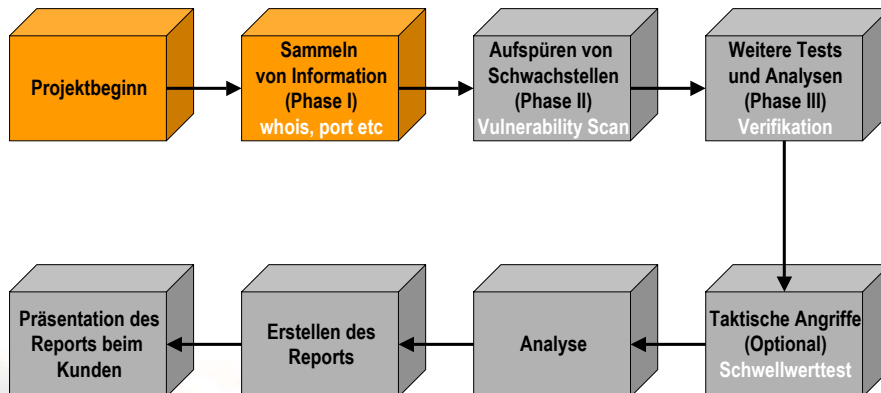 Projektbeginn
Sammeln
von Information
(Phase I)
whois, port etc
Aufspüren von
Schwachstellen
(Phase II)
Vulnerability Scan
Weitere Tests
und Analysen
(Phase III)
Verifikation
Präsentation des
Reports beim
Kunden
Erstellen des
Reports
Analyse
Taktische Angriffe
(Optional)
Schwellwerttest